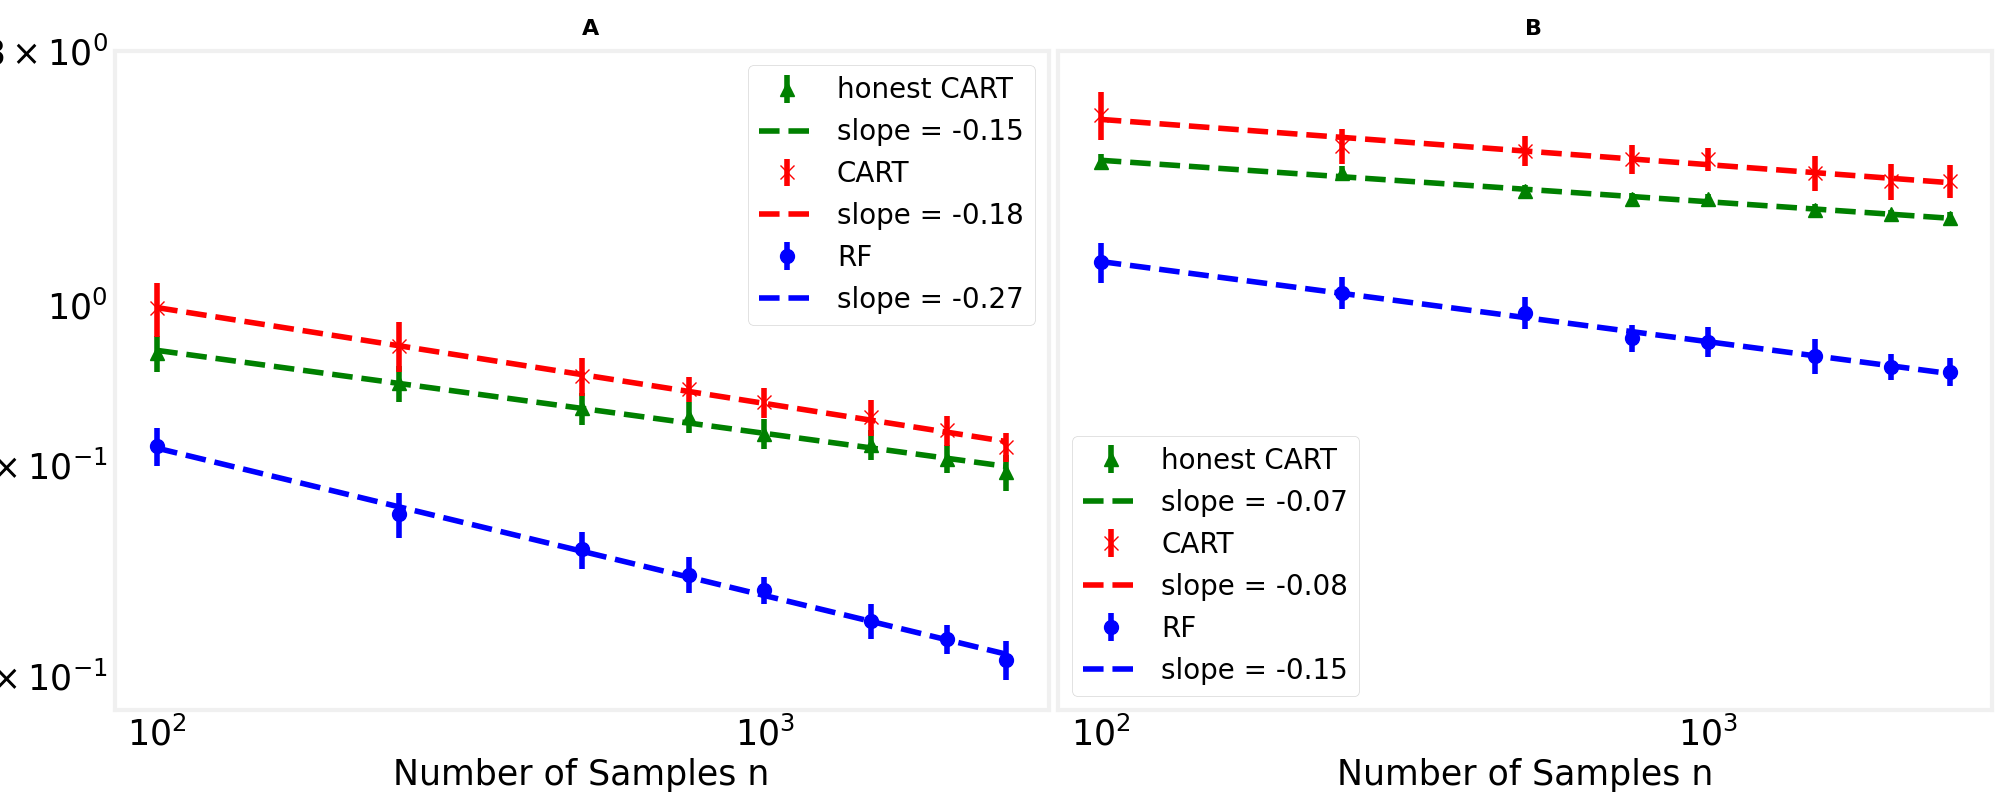 A
B
3 × 10⁰
10⁰
× 10⁻¹
× 10⁻¹
honest CART
slope = -0.15
CART
slope = -0.18
RF
slope = -0.27
10²
10³
Number of Samples n
honest CART
slope = -0.07
CART
slope = -0.08
RF
slope = -0.15
10²
10³
Number of Samples n